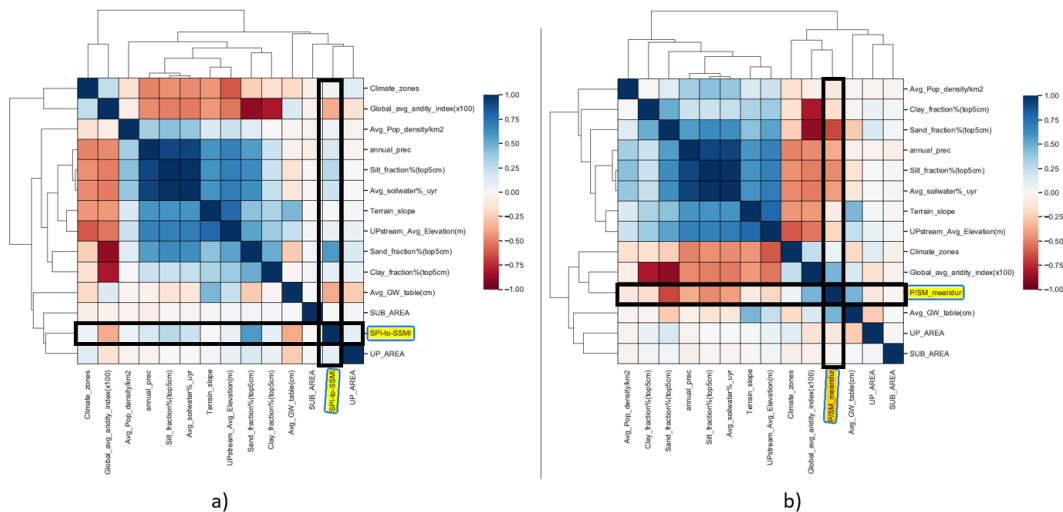 Climate_zones
Global_avg_aridity_index(x100)
Avg_Pop_density/km2
annual_prec
Silt_fraction%(top5cm)
Avg_soilwater%_uyr
Terrain_slope
UPstream_Avg_Elevation(m)
Sand_fraction%(top5cm)
Clay_fraction%(top5cm)
Avg_GW_table(cm)
SUB_AREA
SPI-to-SSMI
UP_AREA
1.00
0.75
0.50
0.25
0.00
−0.25
−0.50
−0.75
−1.00
Climate_zones
Global_avg_aridity_index(x100)
Avg_Pop_density/km2
annual_prec
Silt_fraction%(top5cm)
Avg_soilwater%_uyr
Terrain_slope
UPstream_Avg_Elevation(m)
Sand_fraction%(top5cm)
Clay_fraction%(top5cm)
Avg_GW_table(cm)
SUB_AREA
SPI-to-SSMI
UP_AREA
a)
Avg_Pop_density/km2
Clay_fraction%(top5cm)
Sand_fraction%(top5cm)
annual_prec
Silt_fraction%(top5cm)
Avg_soilwater%_uyr
Terrain_slope
UPstream_Avg_Elevation(m)
Climate_zones
Global_avg_aridity_index(x100)
P/SM_meandur
Avg_GW_table(cm)
UP_AREA
SUB_AREA
0.75
0.50
0.25
0.00
−0.25
−0.50
−0.75
Avg_Pop_density/km2
Clay_fraction%(top5cm)
Sand_fraction%(top5cm)
annual_prec
Silt_fraction%(top5cm)
Avg_soilwater%_uyr
Terrain_slope
UPstream_Avg_Elevation(m)
Climate_zones
Global_avg_aridity_index(x100)
P/SM_meandur
Avg_GW_table(cm)
UP_AREA
SUB_AREA
b)